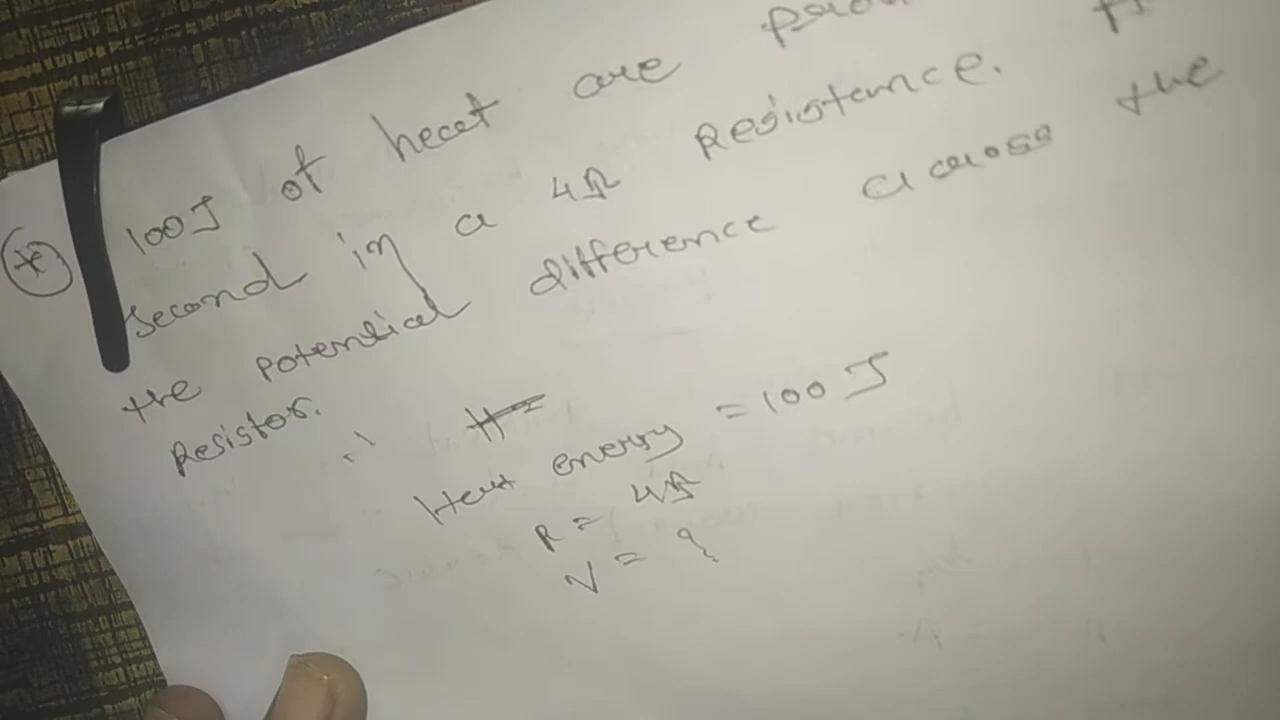 100J of heat are
second in a 4Ω Resistance.
the potential difference across the
Resistor.
H=
Heat energy = 100 J
R = 4Ω
V = ?